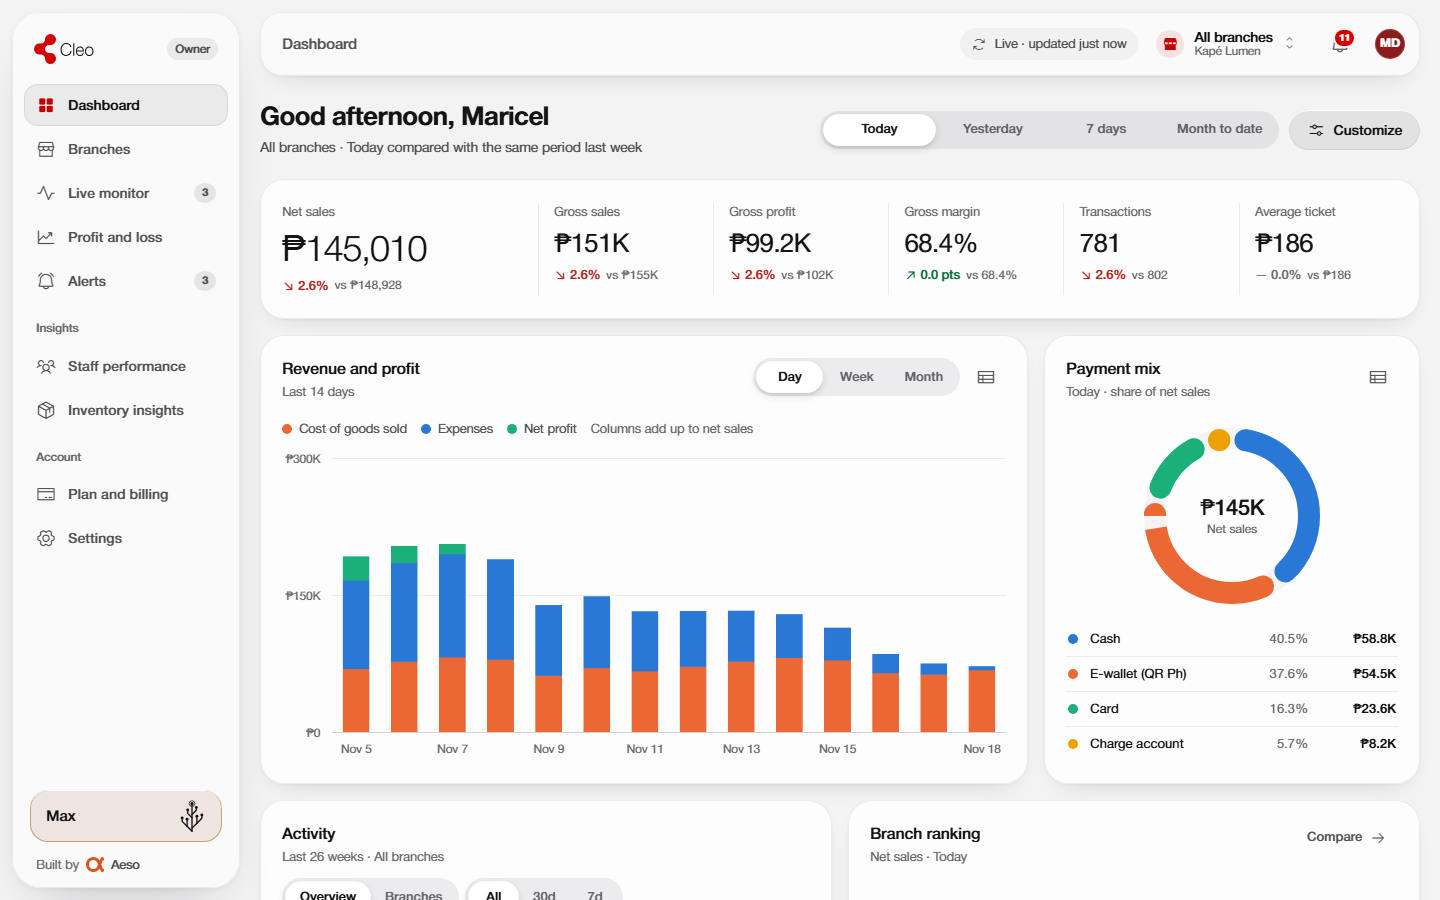 Cleo
Owner
Dashboard
Branches
Live monitor 3
Profit and loss
Alerts 3
Insights
Staff performance
Inventory insights
Account
Plan and billing
Settings
Max
Built by Aeso
Dashboard
Live · updated just now
All branches
Kapé Lumen
11
MD
Good afternoon, Maricel
All branches · Today compared with the same period last week
Today Yesterday 7 days Month to date
Customize
Net sales
₱145,010
↘ 2.6% vs ₱148,928
Gross sales
₱151K
↘ 2.6% vs ₱155K
Gross profit
₱99.2K
↘ 2.6% vs ₱102K
Gross margin
68.4%
↗ 0.0 pts vs 68.4%
Transactions
781
↘ 2.6% vs 802
Average ticket
₱186
— 0.0% vs ₱186
Revenue and profit
Last 14 days
Day Week Month
Cost of goods sold Expenses Net profit Columns add up to net sales
₱300K
₱150K
₱0
Nov 5 Nov 7 Nov 9 Nov 11 Nov 13 Nov 15 Nov 18
Payment mix
Today · share of net sales
₱145K
Net sales
Cash 40.5% ₱58.8K
E-wallet (QR Ph) 37.6% ₱54.5K
Card 16.3% ₱23.6K
Charge account 5.7% ₱8.2K
Activity
Last 26 weeks · All branches
Overview Branches All 30d 7d
Branch ranking
Net sales · Today
Compare →